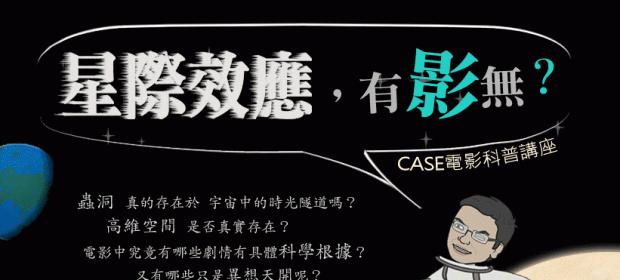 星際效應，有影無？
CASE電影科普講座
蟲洞 真的存在於 宇宙中的時光隧道嗎？
高維空間 是否真實存在？
電影中究竟有哪些劇情有具體科學根據？
又有哪些只是異想天開呢？